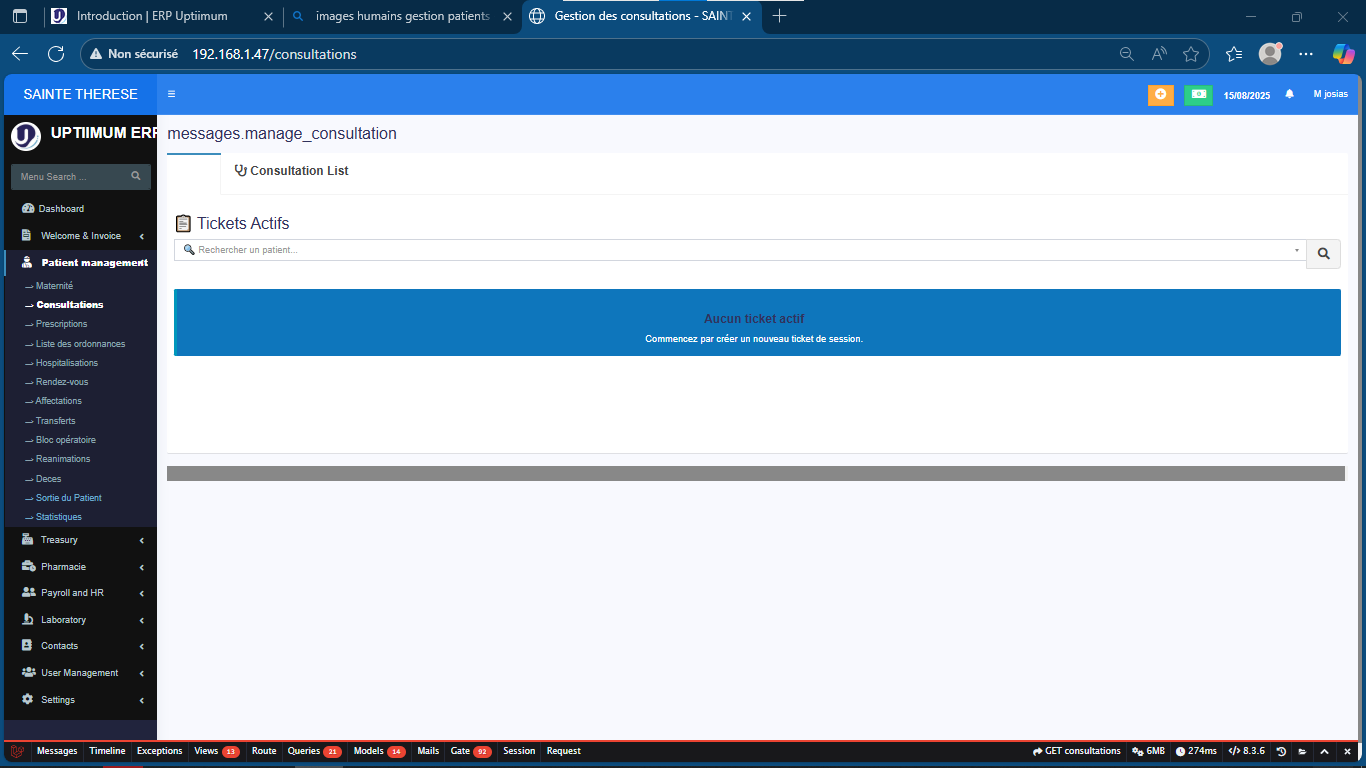 Introduction | ERP Uptiimum
images humains gestion patients
Gestion des consultations - SAINT
Non sécurisé 192.168.1.47/consultations
SAINTE THERESE
15/08/2025
M josias
UPTIIMUM ERP
Menu Search ...
Dashboard
Welcome & Invoice
Patient management
Maternité
Consultations
Prescriptions
Liste des ordonnances
Hospitalisations
Rendez-vous
Affectations
Transferts
Bloc opératoire
Reanimations
Deces
Sortie du Patient
Statistiques
Treasury
Pharmacie
Payroll and HR
Laboratory
Contacts
User Management
Settings
messages.manage_consultation
Consultation List
Tickets Actifs
Rechercher un patient...
Aucun ticket actif
Commencez par créer un nouveau ticket de session.
Messages Timeline Exceptions Views 13 Route Queries 21 Models 14 Mails Gate 92 Session Request GET consultations 6MB 274ms 8.3.6